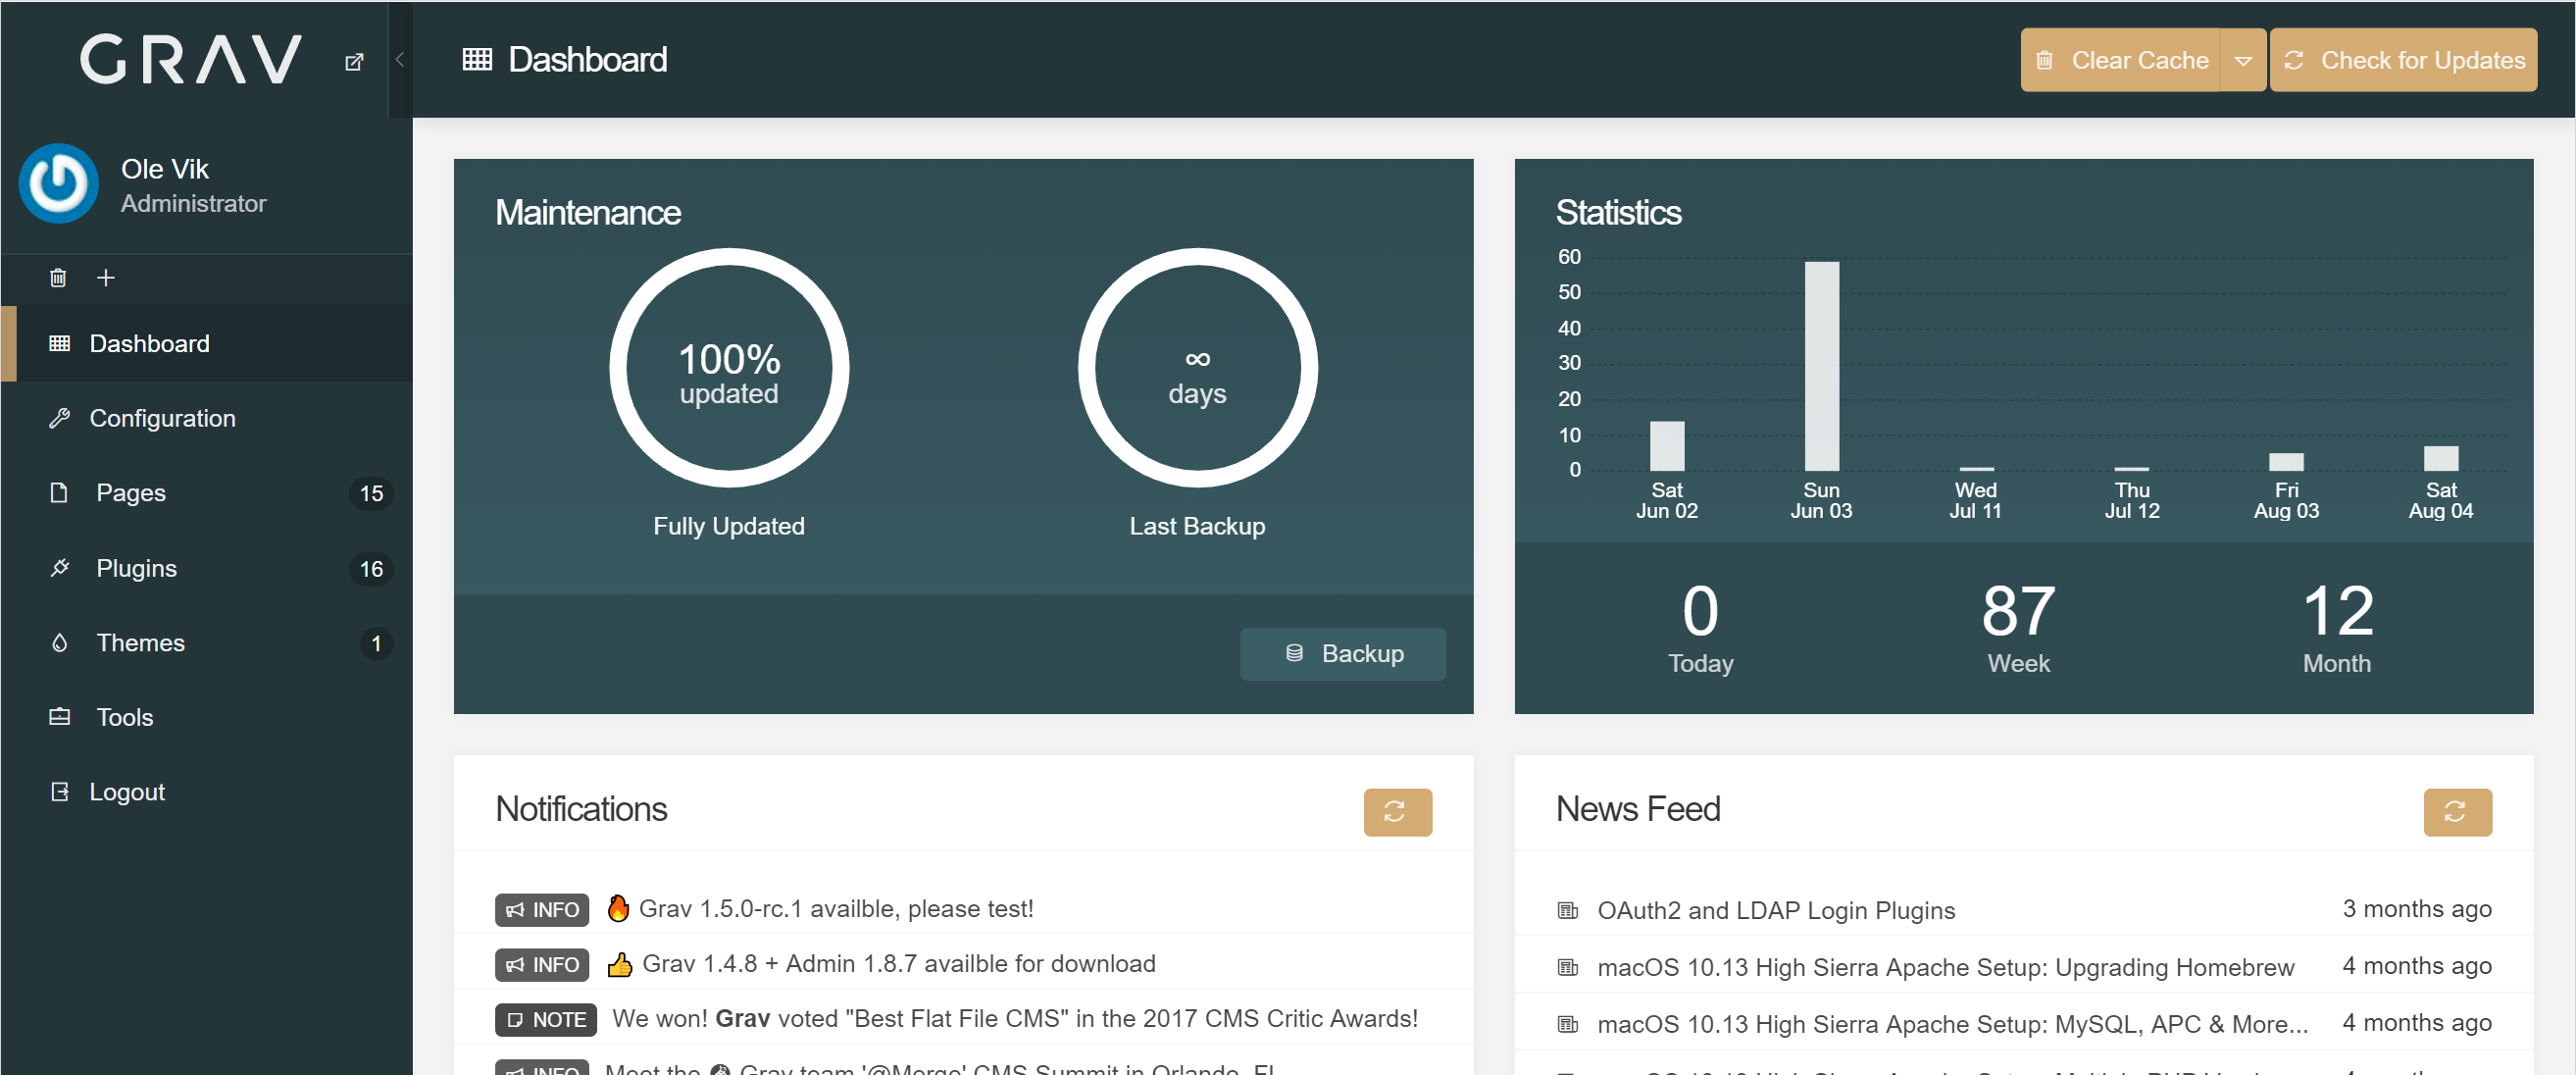 GRAV
Dashboard
Clear Cache
Check for Updates
Ole Vik
Administrator
Dashboard
Configuration
Pages 15
Plugins 16
Themes 1
Tools
Logout
Maintenance
100%
updated
Fully Updated
∞
days
Last Backup
Backup
Statistics
60
50
40
30
20
10
0
Sat
Jun 02
Sun
Jun 03
Wed
Jul 11
Thu
Jul 12
Fri
Aug 03
Sat
Aug 04
0
Today
87
Week
12
Month
Notifications
INFO 🔥 Grav 1.5.0-rc.1 availble, please test!
INFO 👍 Grav 1.4.8 + Admin 1.8.7 availble for download
NOTE We won! Grav voted "Best Flat File CMS" in the 2017 CMS Critic Awards!
INFO Meet the Grav team '@Merge' CMS Summit in Orlando, FL
News Feed
OAuth2 and LDAP Login Plugins 3 months ago
macOS 10.13 High Sierra Apache Setup: Upgrading Homebrew 4 months ago
macOS 10.13 High Sierra Apache Setup: MySQL, APC & More... 4 months ago